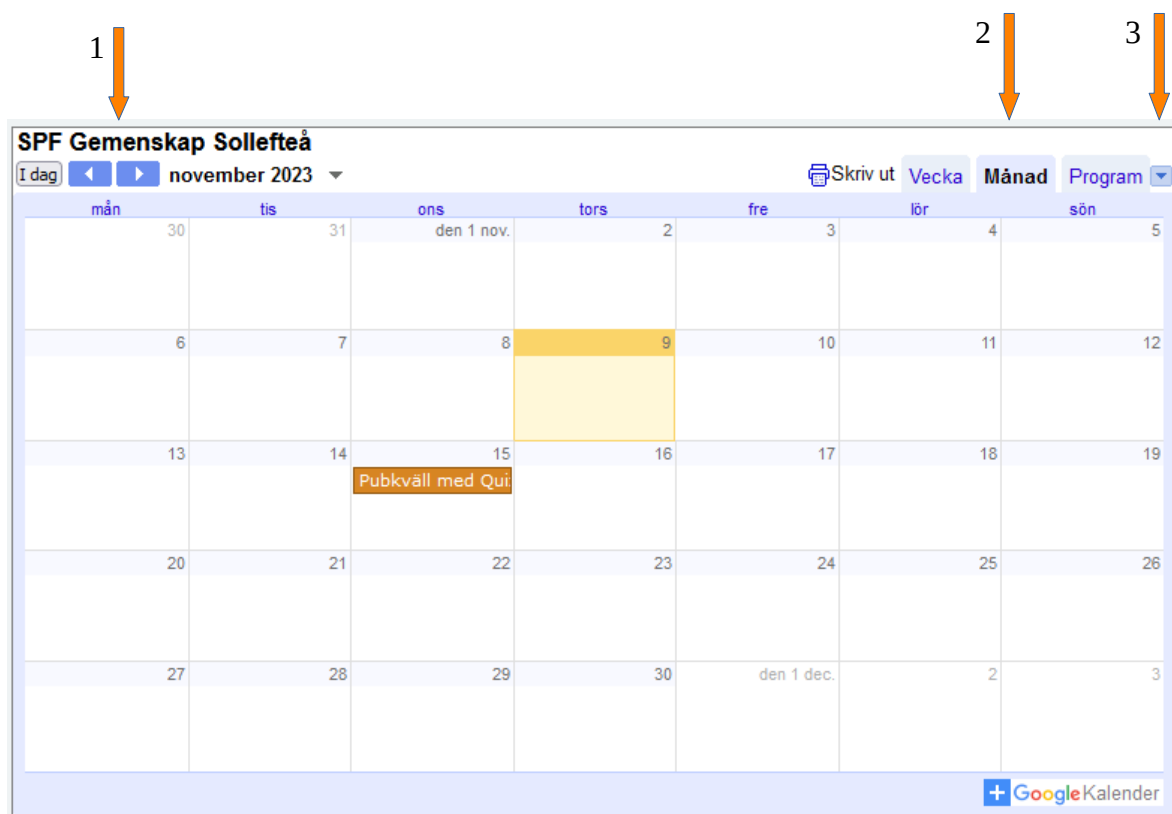 1 2 3
SPF Gemenskap Sollefteå
I dag november 2023 Skriv ut Vecka Månad Program
mån tis ons tors fre lör sön
30 31 den 1 nov. 2 3 4 5
6 7 8 9 10 11 12
13 14 15 16 17 18 19
Pubkväll med Qui
20 21 22 23 24 25 26
27 28 29 30 den 1 dec. 2 3
+ Google Kalender